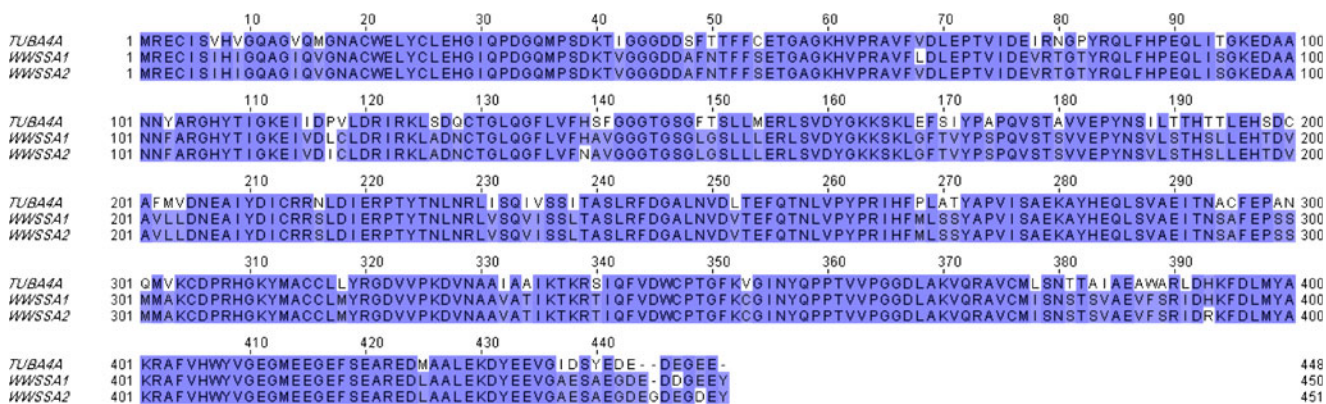 10 20 30 40 50 60 70 80 90
TUBA4A 1 MRECISVHVGQAGVQMGNACWELYCLEHGIQPDGQMPSDKTIGGGDDSFTTFFCETGAGKHVPRAVFVDLEPTVIDEIRNGPYRQLFHPEQLITGKEDAA 100
WWSSA1 1 MRECISIHIGQAGIQVGNACWELYCLEHGIQPDGQMPSDKTVGGGDDAFNTFFSETGAGKHVPRAVFLDLEPTVIDEVRTGTYRQLFHPEQLISGKEDAA 100
WWSSA2 1 MRECISIHIGQAGIQVGNACWELYCLEHGIQPDGQMPSDKTVGGGDDAFNTFFSETGAGKHVPRAVFVDLEPTVIDEVRTGTYRQLFHPEQLISGKEDAA 100
110 120 130 140 150 160 170 180 190
TUBA4A 101 NNYARGHYTIGKEIIDPVLDRIRKLSDQCTGLQGFLVFHSFGGGTGSGFTSLLMERLSVDYGKKSKLEFSIYPAPQVSTAVVEPYNSILTTHTTLEHSDC 200
WWSSA1 101 NNFARGHYTIGKEIVDLCLDRIRKLADNCTGLQGFLVFHAVGGGTGSGLGSLLLERLSVDYGKKSKLGFTVYPSPQVSTSVVEPYNSVLSTHSLLEHTDV 200
WWSSA2 101 NNFARGHYTIGKEIVDICLDRIRKLADNCTGLQGFLVFNAVGGGTGSGLGSLLLERLSVDYGKKSKLGFTVYPSPQVSTSVVEPYNSVLSTHSLLEHTDV 200
210 220 230 240 250 260 270 280 290
TUBA4A 201 AFMVDNEAIYDICRRNLDIERPTYTNLNRLISQIVSSITASLRFDGALNVDLTEFQTNLVPYPRIHFPLATYAPVISAEKAYHEQLSVAEITNACFEPAN 300
WWSSA1 201 AVLLDNEAIYDICRRSLDIERPTYTNLNRLVSQVISSLTASLRFDGALNVDVTEFQTNLVPYPRIHFMLSSYAPVISAEKAYHEQLSVAEITNSAFEPSS 300
WWSSA2 201 AVLLDNEAIYDICRRSLDIERPTYTNLNRLVSQVISSLTASLRFDGALNVDVTEFQTNLVPYPRIHFMLSSYAPVISAEKAYHEQLSVAEITNSAFEPSS 300
310 320 330 340 350 360 370 380 390
TUBA4A 301 QMVKCDPRHGKYMACCLLYRGDVVPKDVNAAIAAIKTKRSIQFVDWCPTGFKVGINYQPPTVVPGGDLAKVQRAVCMLSNTTAIAEAWARLDHKFDLMYA 400
WWSSA1 301 MMAKCDPRHGKYMACCLMYRGDVVPKDVNAAVATIKTKRTIQFVDWCPTGFKCGINYQPPTVVPGGDLAKVQRAVCMISNSTSVAEVFSRIDHKFDLMYA 400
WWSSA2 301 MMAKCDPRHGKYMACCLMYRGDVVPKDVNAAVATIKTKRTIQFVDWCPTGFKCGINYQPPTVVPGGDLAKVQRAVCMISNSTSVAEVFSRIDRKFDLMYA 400
410 420 430 440
TUBA4A 401 KRAFVHWYVGEGMEEGEFSEAREDMAALEKDYEEVGIDSYEDE--DEGEE- 448
WWSSA1 401 KRAFVHWYVGEGMEEGEFSEAREDLAALEKDYEEVGAESAEGDE-DDGEEY 450
WWSSA2 401 KRAFVHWYVGEGMEEGEFSEAREDLAALEKDYEEVGAESAEGDEGDEGDEY 451